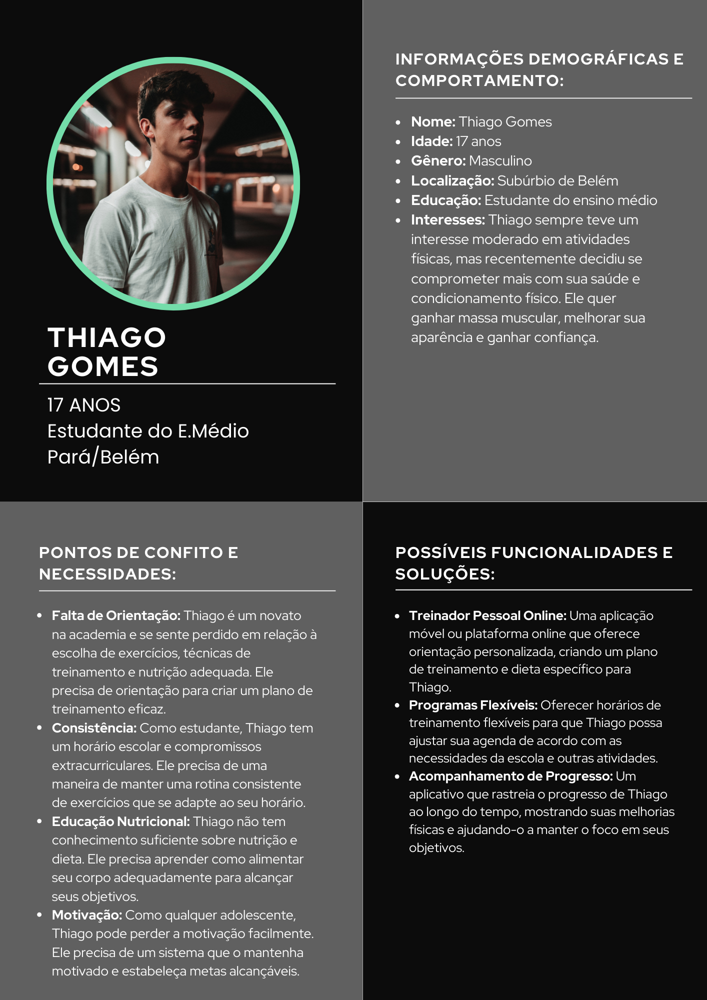 THIAGO
GOMES
17 ANOS
Estudante do E.Médio
Pará/Belém
INFORMAÇÕES DEMOGRÁFICAS E
COMPORTAMENTO:
• Nome: Thiago Gomes
• Idade: 17 anos
• Gênero: Masculino
• Localização: Subúrbio de Belém
• Educação: Estudante do ensino médio
• Interesses: Thiago sempre teve um
interesse moderado em atividades
físicas, mas recentemente decidiu se
comprometer mais com sua saúde e
condicionamento físico. Ele quer
ganhar massa muscular, melhorar sua
aparência e ganhar confiança.
PONTOS DE CONFITO E
NECESSIDADES:
• Falta de Orientação: Thiago é um novato
na academia e se sente perdido em relação à
escolha de exercícios, técnicas de
treinamento e nutrição adequada. Ele
precisa de orientação para criar um plano de
treinamento eficaz.
• Consistência: Como estudante, Thiago tem
um horário escolar e compromissos
extracurriculares. Ele precisa de uma
maneira de manter uma rotina consistente
de exercícios que se adapte ao seu horário.
• Educação Nutricional: Thiago não tem
conhecimento suficiente sobre nutrição e
dieta. Ele precisa aprender como alimentar
seu corpo adequadamente para alcançar
seus objetivos.
• Motivação: Como qualquer adolescente,
Thiago pode perder a motivação facilmente.
Ele precisa de um sistema que o mantenha
motivado e estabeleça metas alcançáveis.
POSSÍVEIS FUNCIONALIDADES E
SOLUÇÕES:
• Treinador Pessoal Online: Uma aplicação
móvel ou plataforma online que oferece
orientação personalizada, criando um plano
de treinamento e dieta específico para
Thiago.
• Programas Flexíveis: Oferecer horários de
treinamento flexíveis para que Thiago possa
ajustar sua agenda de acordo com as
necessidades da escola e outras atividades.
• Acompanhamento de Progresso: Um
aplicativo que rastreia o progresso de Thiago
ao longo do tempo, mostrando suas melhorias
físicas e ajudando-o a manter o foco em seus
objetivos.